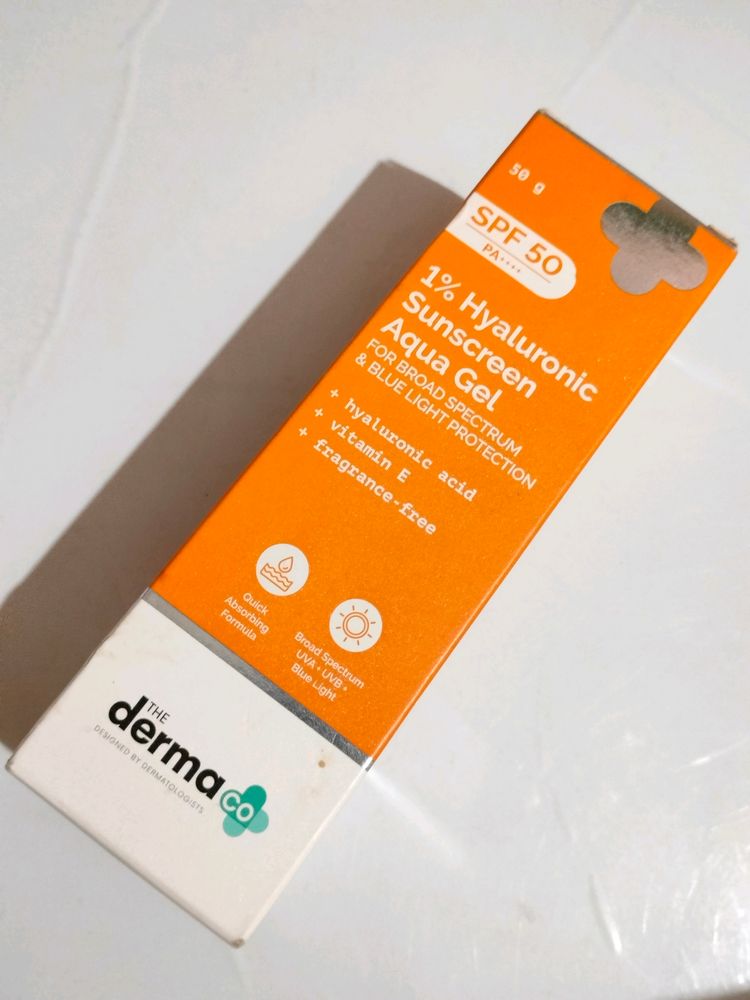 50 g
SPF 50
PA++++
1% Hyaluronic
Sunscreen
Aqua Gel
FOR BROAD SPECTRUM
& BLUE LIGHT PROTECTION
+ hyaluronic acid
+ vitamin E
+ fragrance-free
Quick
Absorbing
Formula
Broad Spectrum
UVA + UVB +
Blue Light
THE
derma
co
DESIGNED BY DERMATOLOGISTS